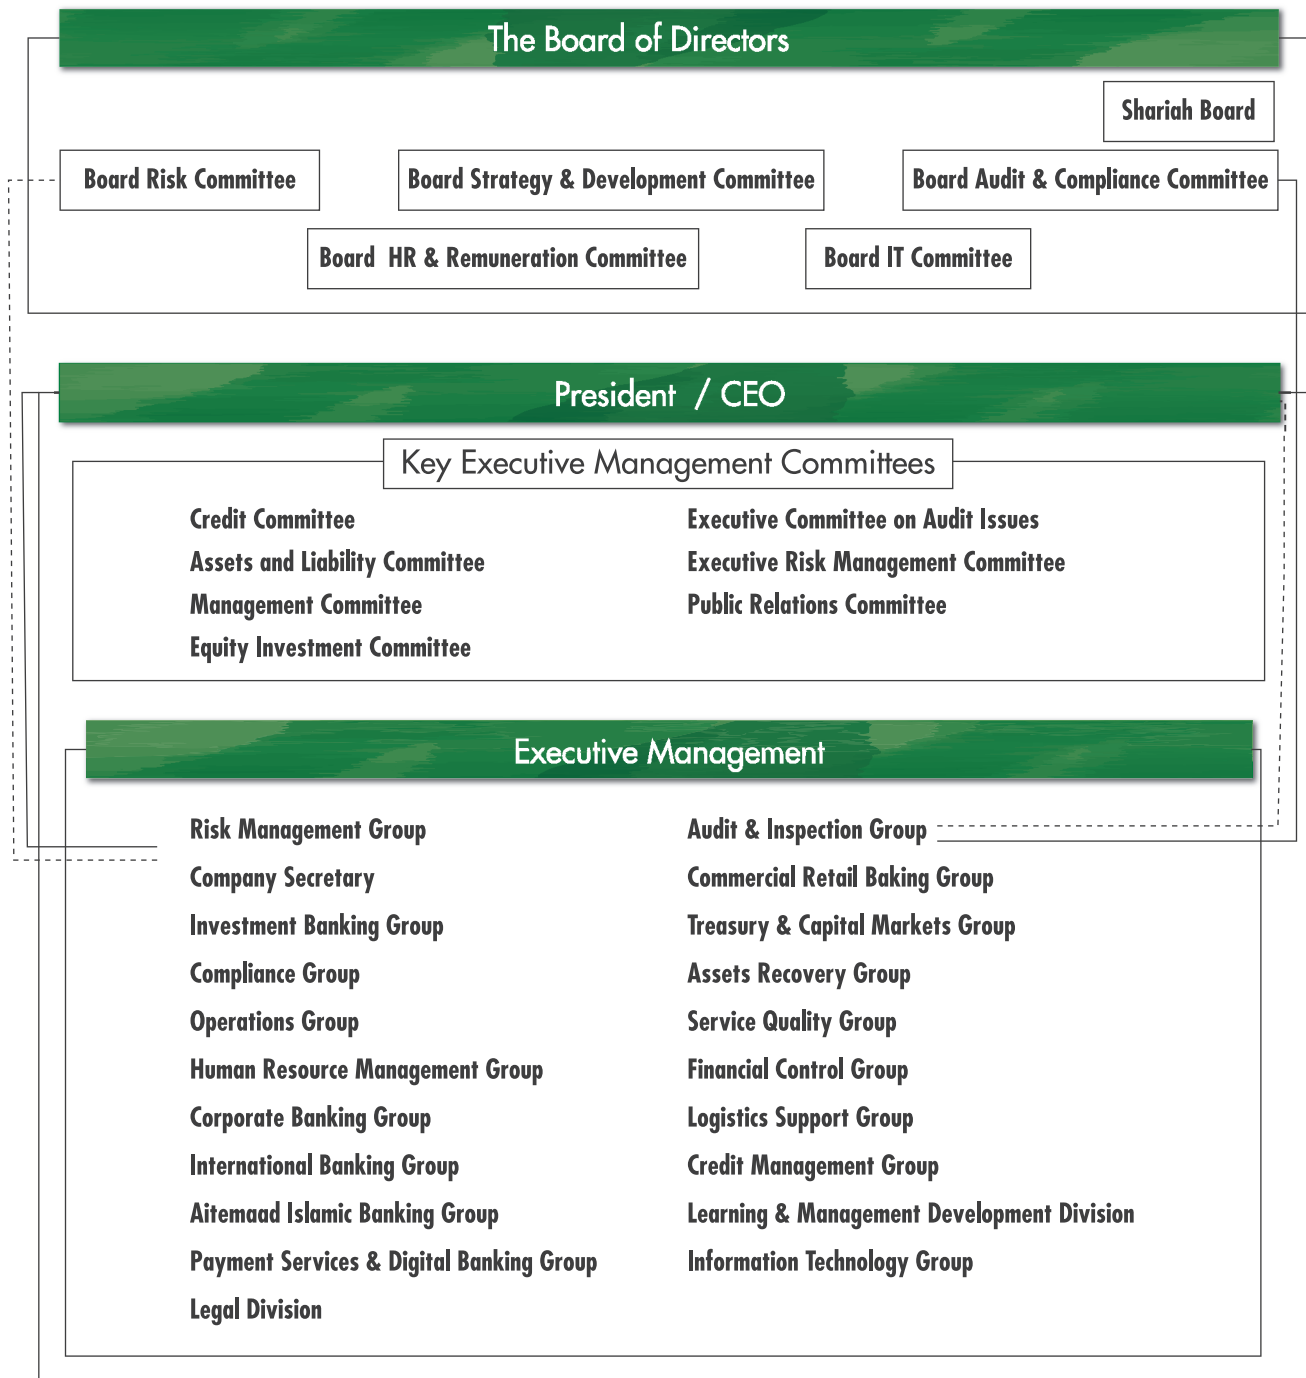 The Board of Directors
Shariah Board
Board Risk Committee
Board Strategy & Development Committee
Board Audit & Compliance Committee
Board HR & Remuneration Committee
Board IT Committee
President / CEO
Key Executive Management Committees
Credit Committee
Executive Committee on Audit Issues
Assets and Liability Committee
Executive Risk Management Committee
Management Committee
Public Relations Committee
Equity Investment Committee
Executive Management
Risk Management Group
Audit & Inspection Group
Company Secretary
Commercial Retail Baking Group
Investment Banking Group
Treasury & Capital Markets Group
Compliance Group
Assets Recovery Group
Operations Group
Service Quality Group
Human Resource Management Group
Financial Control Group
Corporate Banking Group
Logistics Support Group
International Banking Group
Credit Management Group
Aitemaad Islamic Banking Group
Learning & Management Development Division
Payment Services & Digital Banking Group
Information Technology Group
Legal Division